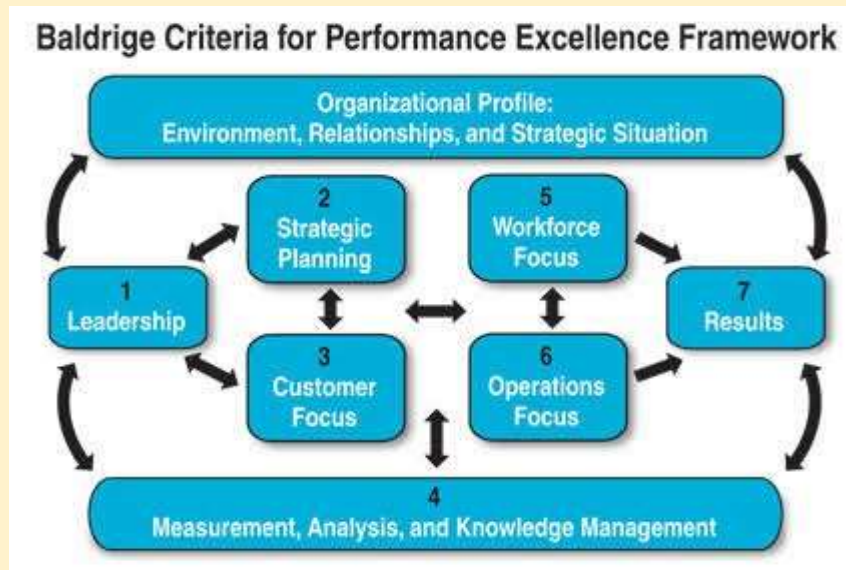 Baldrige Criteria for Performance Excellence Framework
Organizational Profile:
Environment, Relationships, and Strategic Situation
1
Leadership
2
Strategic
Planning
3
Customer
Focus
5
Workforce
Focus
6
Operations
Focus
7
Results
4
Measurement, Analysis, and Knowledge Management